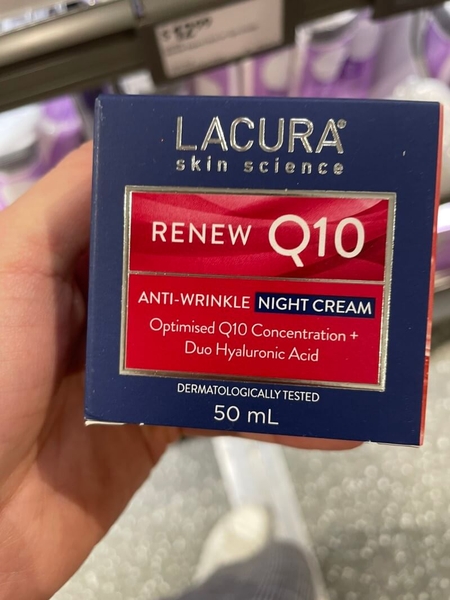 LACURA®
skin science
RENEW Q10
ANTI-WRINKLE NIGHT CREAM
Optimised Q10 Concentration +
Duo Hyaluronic Acid
DERMATOLOGICALLY TESTED
50 mL